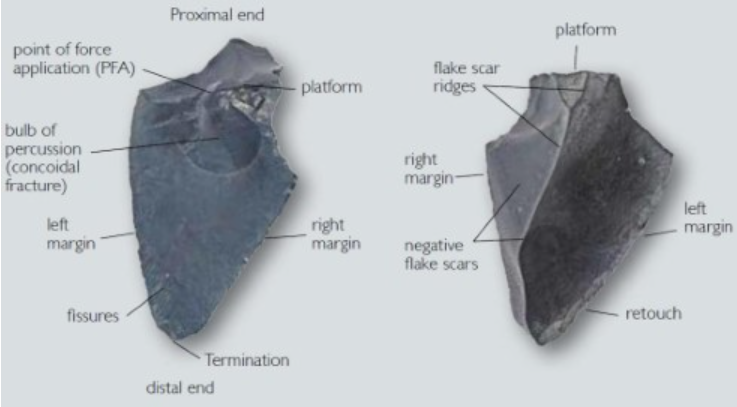 Proximal end
point of force
application (PFA)
platform
bulb of
percussion
(concoidal
fracture)
left
margin
right
margin
fissures
Termination
distal end
platform
flake scar
ridges
right
margin
left
margin
negative
flake scars
retouch